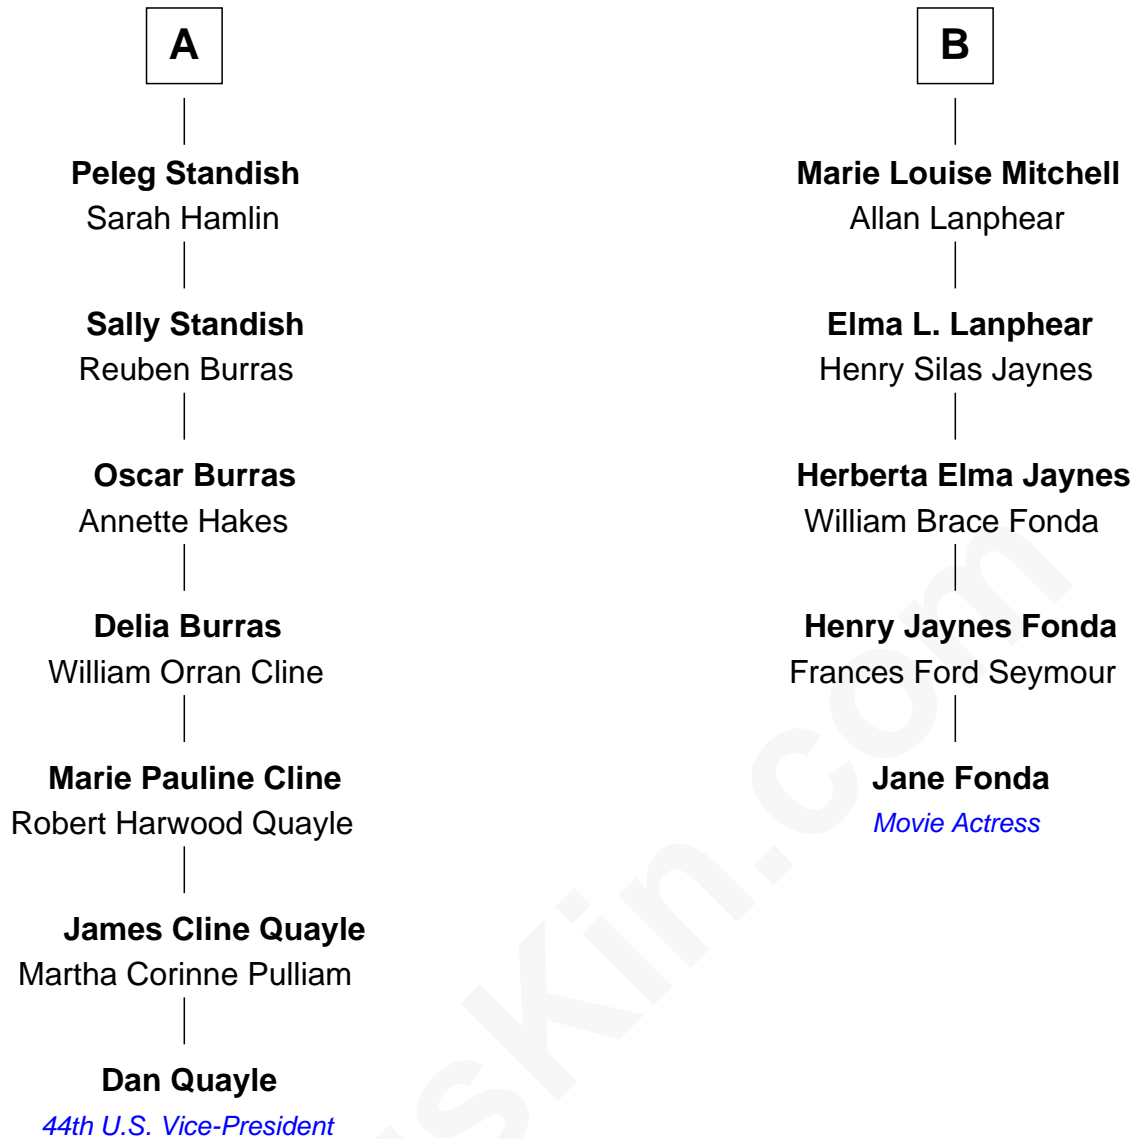 A
Peleg Standish
Sarah Hamlin
Sally Standish
Reuben Burras
Oscar Burras
Annette Hakes
Delia Burras
William Orran Cline
Marie Pauline Cline
Robert Harwood Quayle
James Cline Quayle
Martha Corinne Pulliam
Dan Quayle
44th U.S. Vice-President
B
Marie Louise Mitchell
Allan Lanphear
Elma L. Lanphear
Henry Silas Jaynes
Herberta Elma Jaynes
William Brace Fonda
Henry Jaynes Fonda
Frances Ford Seymour
Jane Fonda
Movie Actress
sKin.com